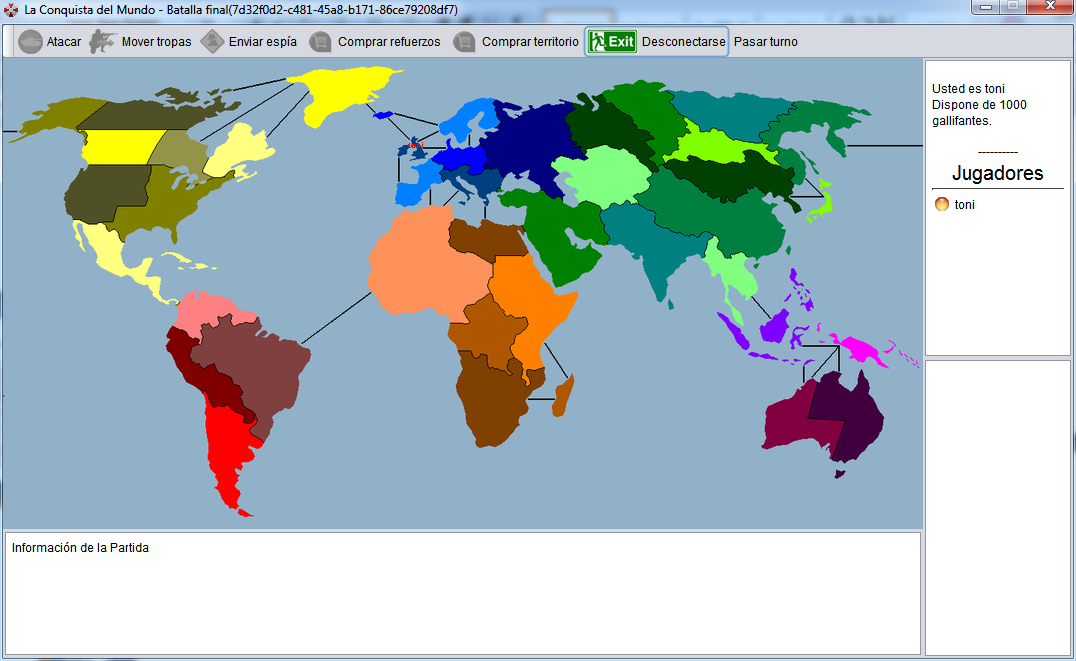 La Conquista del Mundo - Batalla final(7d32f0d2-c481-45a8-b171-86ce79208df7)
Atacar Mover tropas Enviar espía Comprar refuerzos Comprar territorio Exit Desconectarse Pasar turno
Usted es toni
Dispone de 1000
gallifantes.
----------
Jugadores
toni
Información de la Partida